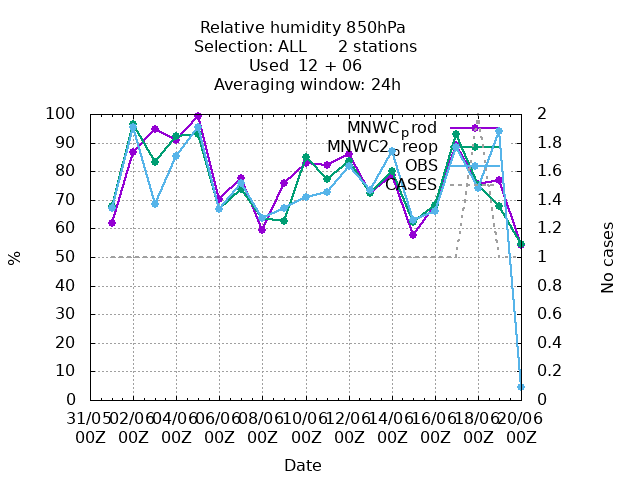 Relative humidity 850hPa
Selection: ALL 2 stations
Used 12 + 06
Averaging window: 24h
100 2
90 1.8
80 1.6
70 1.4
60 1.2
50 1
40 0.8
30 0.6
20 0.4
10 0.2
0 0
MNWC_prod
MNWC2_preop
OBS
CASES
%
No cases
31/05 02/06 04/06 06/06 08/06 10/06 12/06 14/06 16/06 18/06 20/06
00Z 00Z 00Z 00Z 00Z 00Z 00Z 00Z 00Z 00Z 00Z
Date